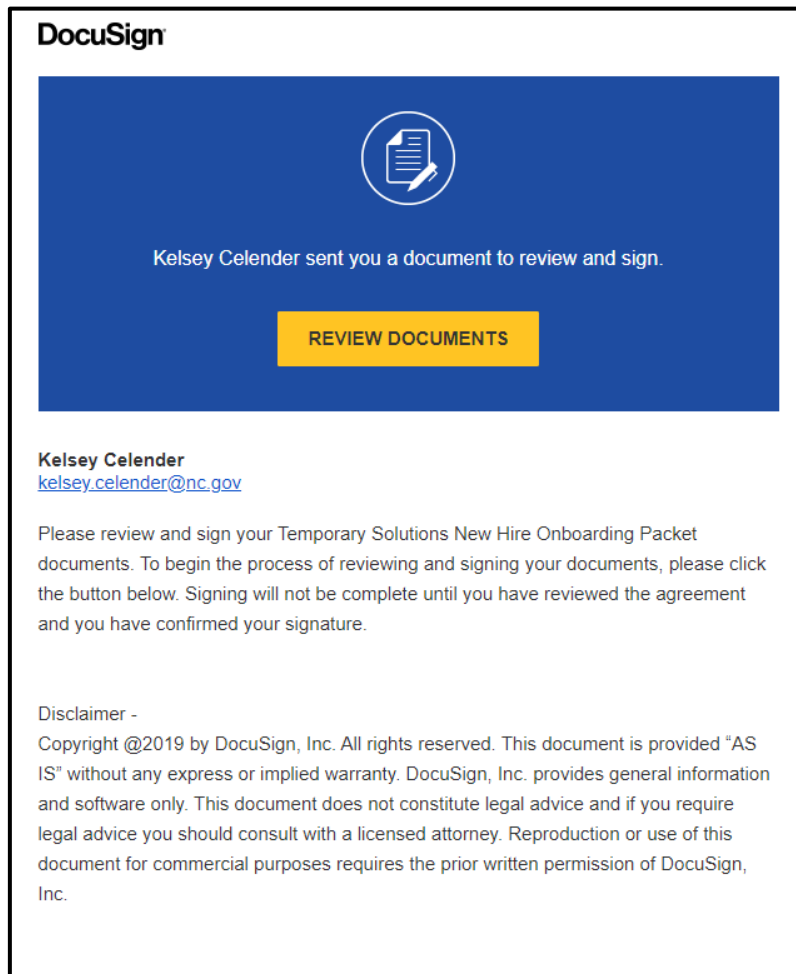 DocuSign
Kelsey Celender sent you a document to review and sign.
REVIEW DOCUMENTS
Kelsey Celender
kelsey.celender@nc.gov
Please review and sign your Temporary Solutions New Hire Onboarding Packet
documents. To begin the process of reviewing and signing your documents, please click
the button below. Signing will not be complete until you have reviewed the agreement
and you have confirmed your signature.
Disclaimer -
Copyright @2019 by DocuSign, Inc. All rights reserved. This document is provided “AS
IS” without any express or implied warranty. DocuSign, Inc. provides general information
and software only. This document does not constitute legal advice and if you require
legal advice you should consult with a licensed attorney. Reproduction or use of this
document for commercial purposes requires the prior written permission of DocuSign,
Inc.